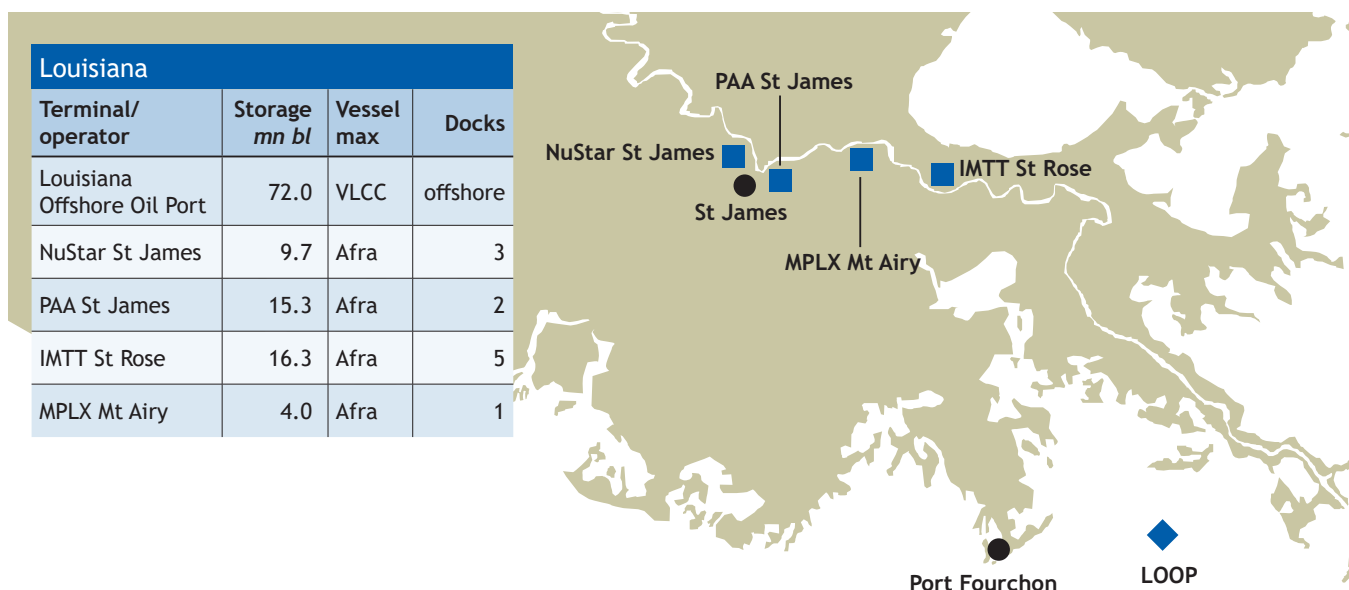 Louisiana
Terminal/ operator Storage mn bl Vessel max Docks
Louisiana Offshore Oil Port 72.0 VLCC offshore
NuStar St James 9.7 Afra 3
PAA St James 15.3 Afra 2
IMTT St Rose 16.3 Afra 5
MPLX Mt Airy 4.0 Afra 1
PAA St James
NuStar St James
IMTT St Rose
St James
MPLX Mt Airy
Port Fourchon
LOOP